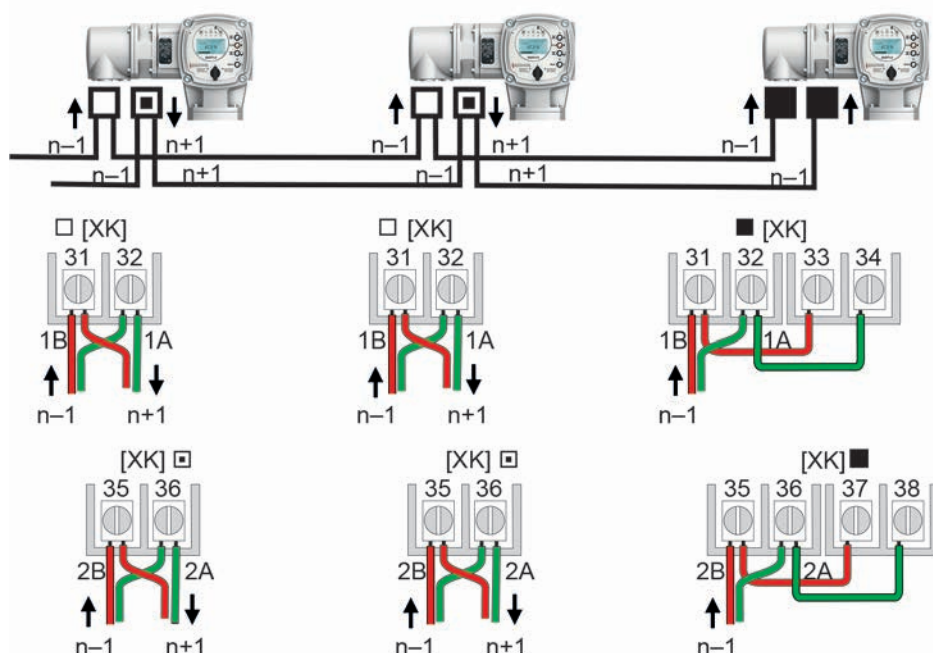 n–1 n+1 n–1 n+1 n–1
n–1 n+1 n–1 n+1 n–1
[XK] [XK] [XK]
31 32 31 32 31 32 33 34
1B 1A 1B 1A 1B 1A
n–1 n+1 n–1 n+1 n–1
[XK] [XK] [XK]
35 36 35 36 35 36 37 38
2B 2A 2B 2A 2B 2A
n–1 n+1 n–1 n+1 n–1